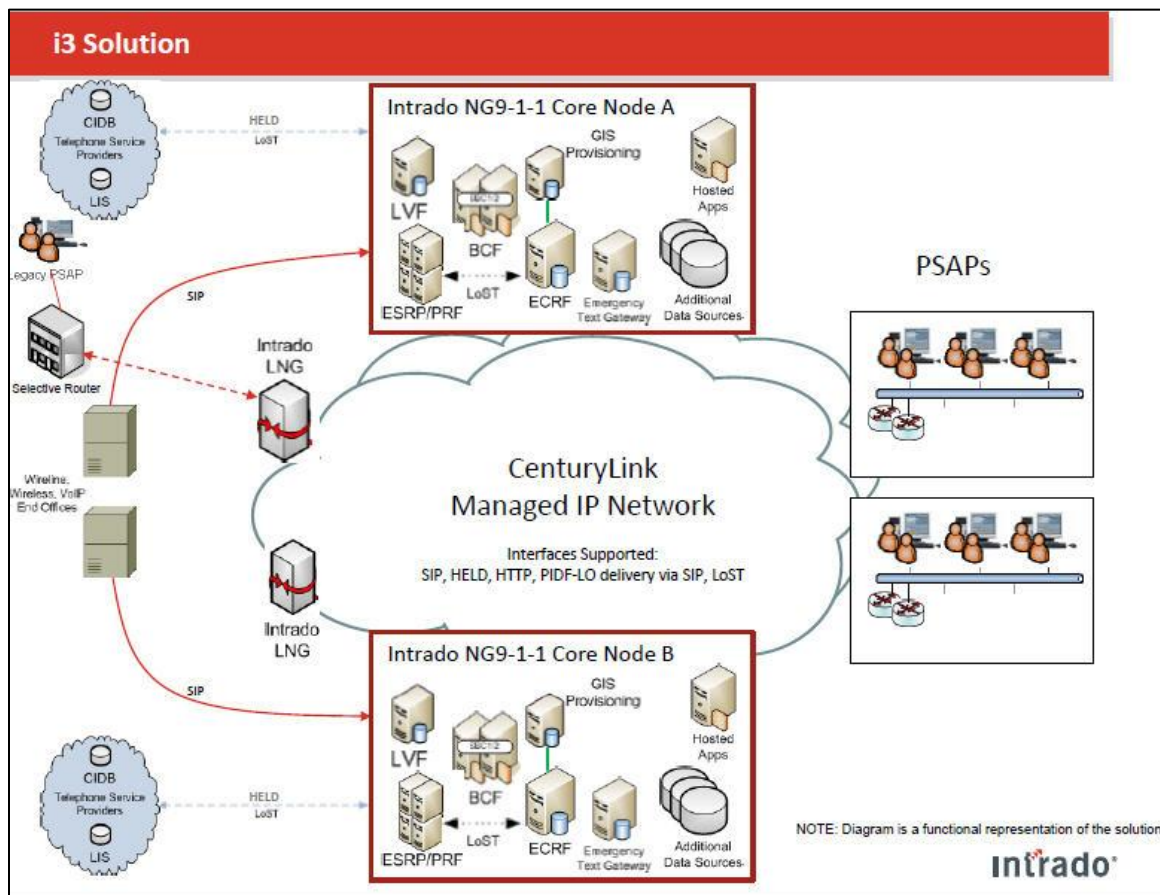 i3 Solution
CIDB
Telephone Service
Providers
LIS
HELD
LoST
Intrado NG9-1-1 Core Node A
GIS
Provisioning
LVF
BCF
Hosted
Apps
ESRP/PRF
LoST
ECRF
Emergency
Text Gateway
Additional
Data Sources
Legacy PSAP
SIP
Selective Router
Intrado
LNG
PSAPs
Wireline,
Wireless, VoIP
End Offices
CenturyLink
Managed IP Network
Interfaces Supported:
SIP, HELD, HTTP, PIDF-LO delivery via SIP, LoST
Intrado
LNG
SIP
Intrado NG9-1-1 Core Node B
GIS
Provisioning
LVF
BCF
Hosted
Apps
ESRP/PRF
LoST
ECRF
Emergency
Text Gateway
Additional
Data Sources
CIDB
Telephone Service
Providers
LIS
HELD
LoST
NOTE: Diagram is a functional representation of the solution
intrado